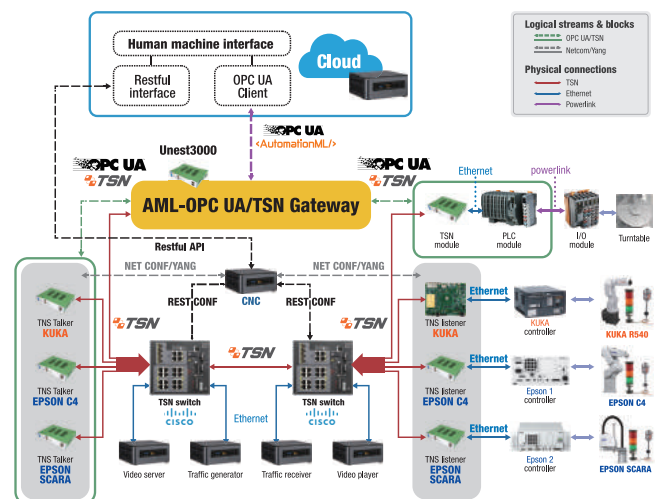 Logical streams & blocks
OPC UA/TSN
Netcom/Yang
Physical connections
TSN
Ethernet
Powerlink
Human machine interface
Restful
interface
OPC UA
Client
Cloud
OPC UA
<AutomationML/>
Unest3000
OPC UA
TSN
OPC UA
TSN
AML-OPC UA/TSN Gateway
Ethernet
powerlink
TSN
module
PLC
module
I/O
module
Turntable
Restful API
NET CONF/YANG
NET CONF/YANG
CNC
REST CONF
REST CONF
TNS Talker
KUKA
TSN
TNS Talker
EPSON C4
TNS Talker
EPSON
SCARA
TSN
TSN
TSN switch
CISCO
TSN switch
CISCO
Ethernet
Video server
Traffic generator
Traffic receiver
Video player
TNS listener
KUKA
Ethernet
KUKA
controller
KUKA R540
TNS listener
EPSON C4
Ethernet
Epson 1
controller
EPSON C4
TNS listener
EPSON
SCARA
Ethernet
Epson 2
controller
EPSON SCARA